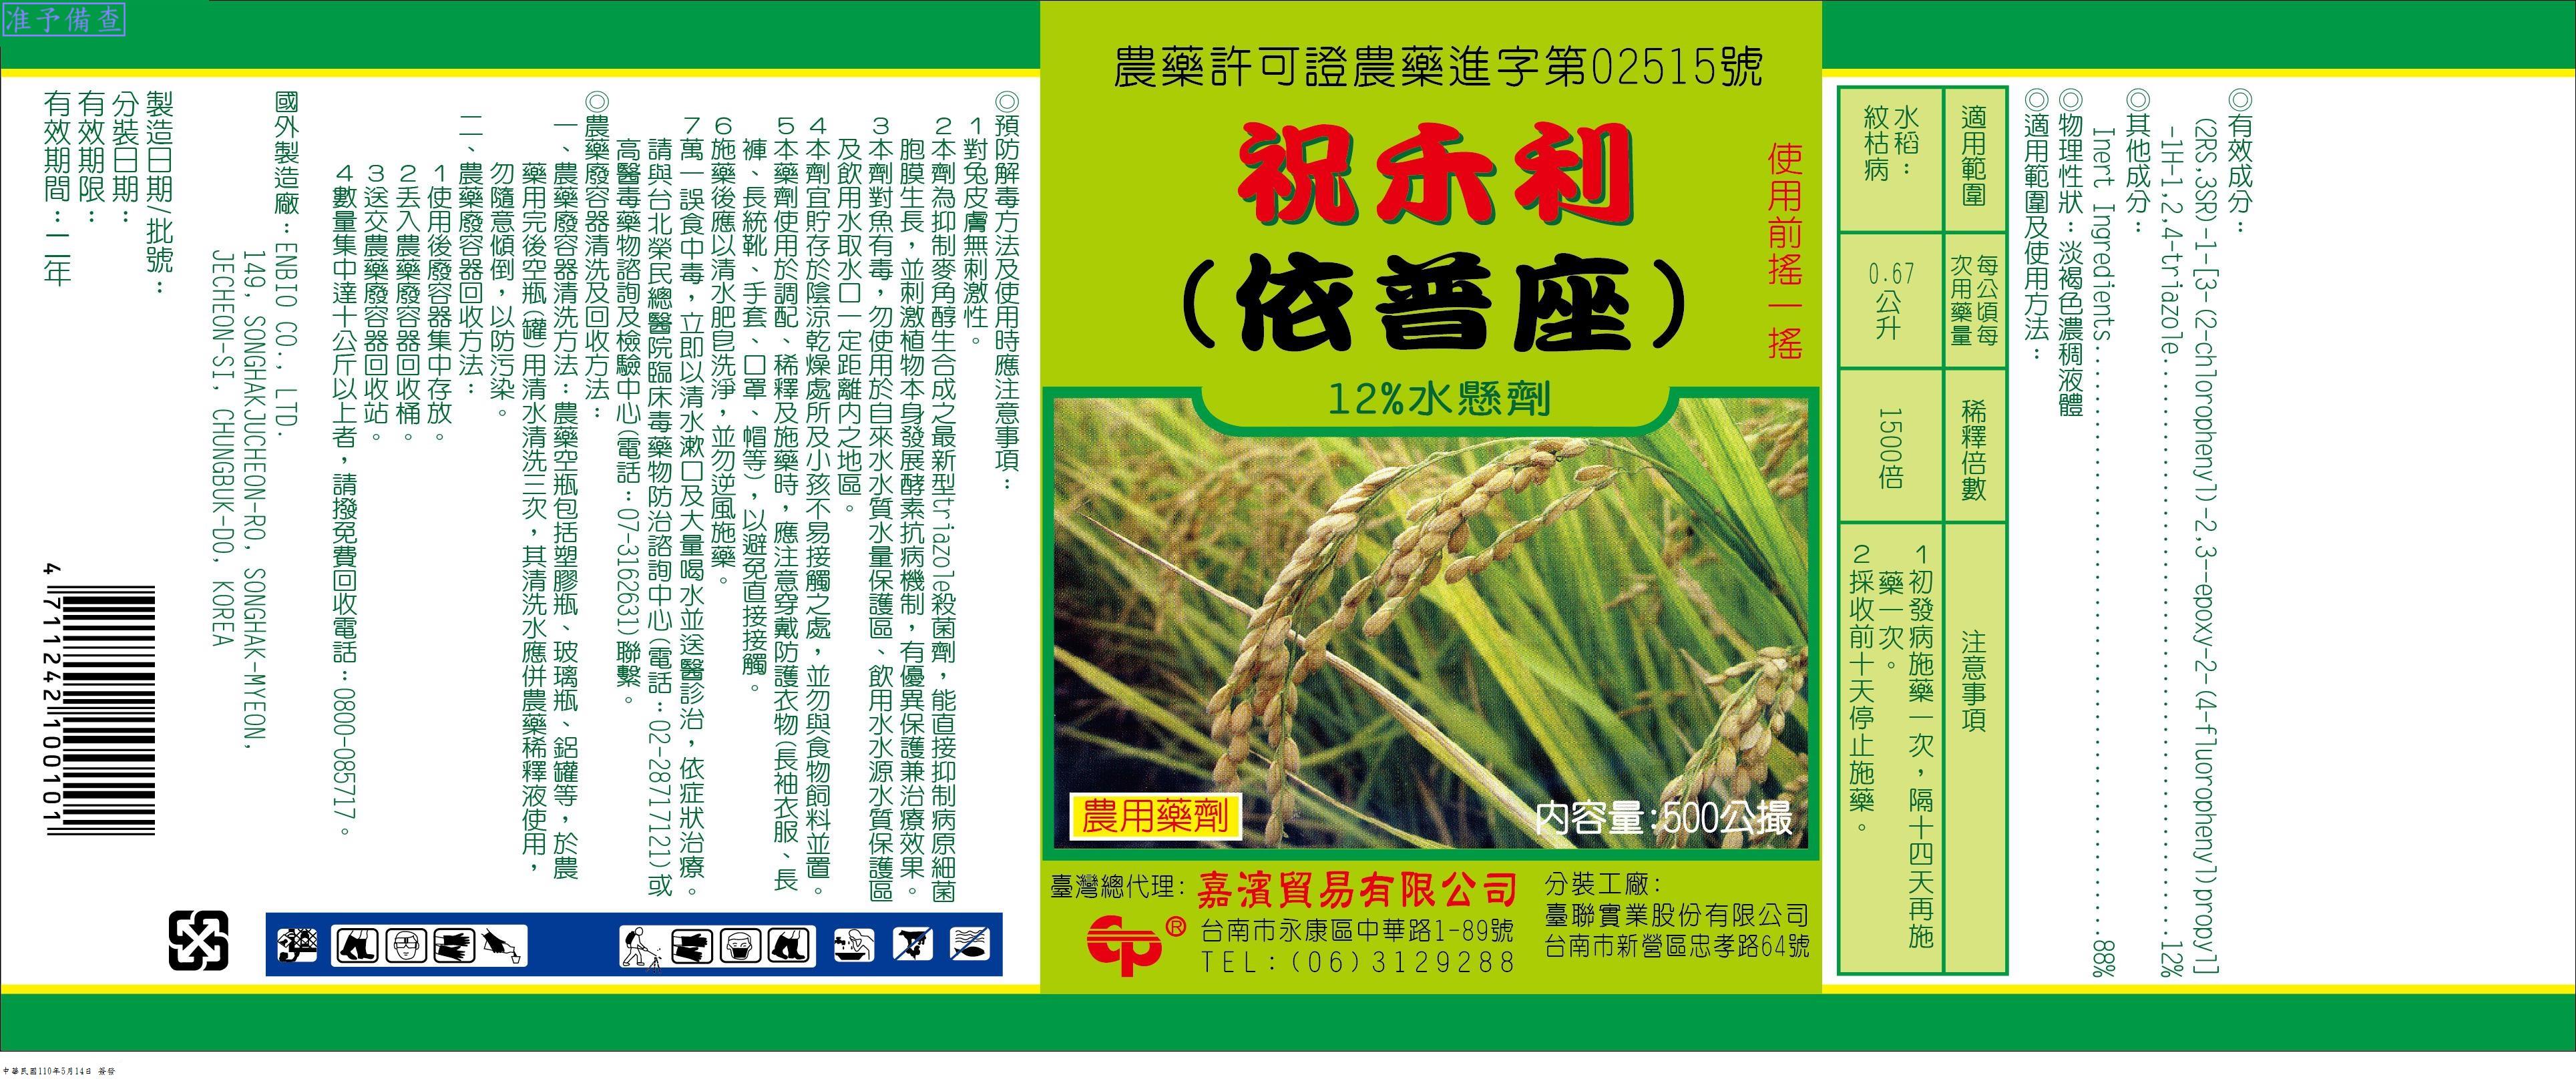 准予備查
農藥許可證農藥進字第02515號
祝禾利
(依普座)
使用前搖一搖
12%水懸劑
農用藥劑
內容量:500公撮
臺灣總代理:嘉濱貿易有限公司
台南市永康區中華路1-89號
TEL:(06)3129288
Cp®
分裝工廠:
臺聯實業股份有限公司
台南市新營區忠孝路64號
◎有效成分:
(2RS,3SR)-1-[3-(2-chlorophenyl)-2,3--epoxy-2-(4-fluorophenyl)propyl]
-1H-1,2,4-triazole..........12%
◎其他成分:
Inert Ingredients..........88%
◎物理性狀:淡褐色濃稠液體
◎適用範圍及使用方法:
適用範圍
每公頃每
次用藥量
稀釋倍數
注意事項
水稻:
紋枯病
0.67
公升
1500倍
1初發病施藥一次,隔十四天再施
藥一次。
2採收前十天停止施藥。
◎預防解毒方法及使用時應注意事項:
1對兔皮膚無刺激性。
2本劑為抑制麥角醇生合成之最新型triazole殺菌劑,能直接抑制病原細菌
胞膜生長,並刺激植物本身發展酵素抗病機制,有優異保護兼治療效果。
3本劑對魚有毒,勿使用於自來水水質水量保護區、飲用水水源水質保護區
及飲用水取水口一定距離內之地區。
4本劑宜貯存於陰涼乾燥處所及小孩不易接觸之處,並勿與食物飼料並置。
5本藥劑使用於調配、稀釋及施藥時,應注意穿戴防護衣物(長袖衣服、長
褲、長統靴、手套、口罩、帽等),以避免直接接觸。
6施藥後應以清水肥皂洗淨,並勿逆風施藥。
7萬一誤食中毒,立即以清水漱口及大量喝水並送醫診治,依症狀治療。
請與台北榮民總醫院臨床毒藥物防治諮詢中心(電話:02-28717121)或
高醫毒藥物諮詢及檢驗中心(電話:07-3162631)聯繫。
◎農藥廢容器清洗及回收方法:
一、農藥廢容器清洗方法:農藥空瓶包括塑膠瓶、玻璃瓶、鋁罐等,於農
藥用完後空瓶(罐)用清水清洗三次,其清洗水應併農藥稀釋液使用,
勿隨意傾倒,以防污染。
二、農藥廢容器回收方法:
1使用後廢容器集中存放。
2丟入農藥廢容器回收桶。
3送交農藥廢容器回收站。
4數量集中達十公斤以上者,請撥免費回收電話:0800-085717。
國外製造廠:ENBIO CO., LTD.
149, SONGHAKJUCHEON-RO, SONGHAK-MYEON,
JECHEON-SI, CHUNGBUK-DO, KOREA
製造日期/批號:
分裝日期:
有效期限:
有效期間:二年
4 711242 100101
中華民國110年5月14日 簽發